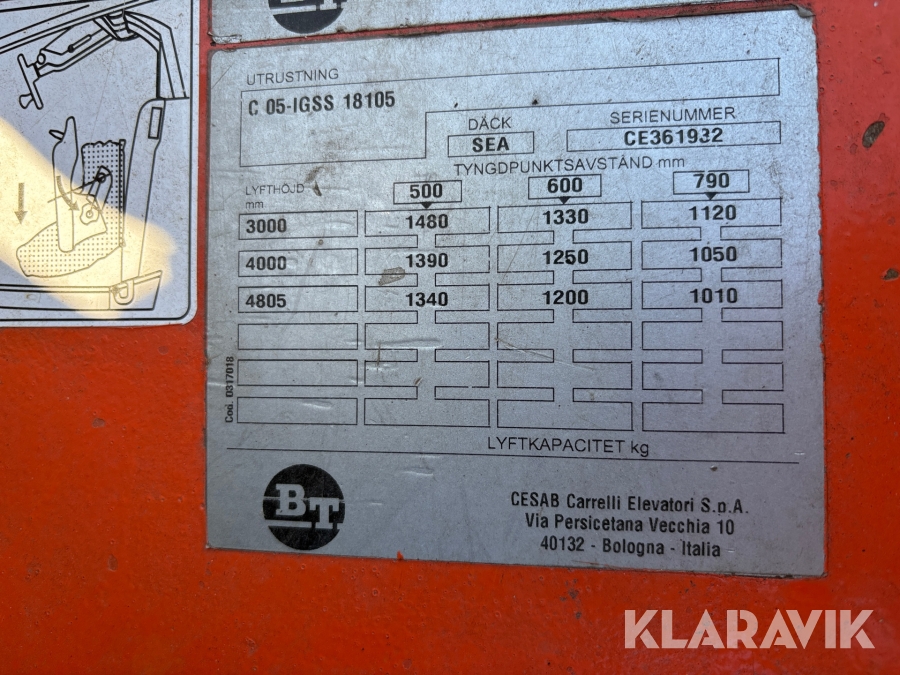 BT
UTRUSTNING
C 05-IGSS 18105
DÄCK
SEA
SERIENUMMER
CE361932
TYNGDPUNKTSAVSTÅND mm
LYFTHÖJD
mm
500 600 790
3000 1480 1330 1120
4000 1390 1250 1050
4805 1340 1200 1010
Cod. D317018
LYFTKAPACITET kg
BT
CESAB Carrelli Elevatori S.p.A.
Via Persicetana Vecchia 10
40132 - Bologna - Italia
KLARAVIK